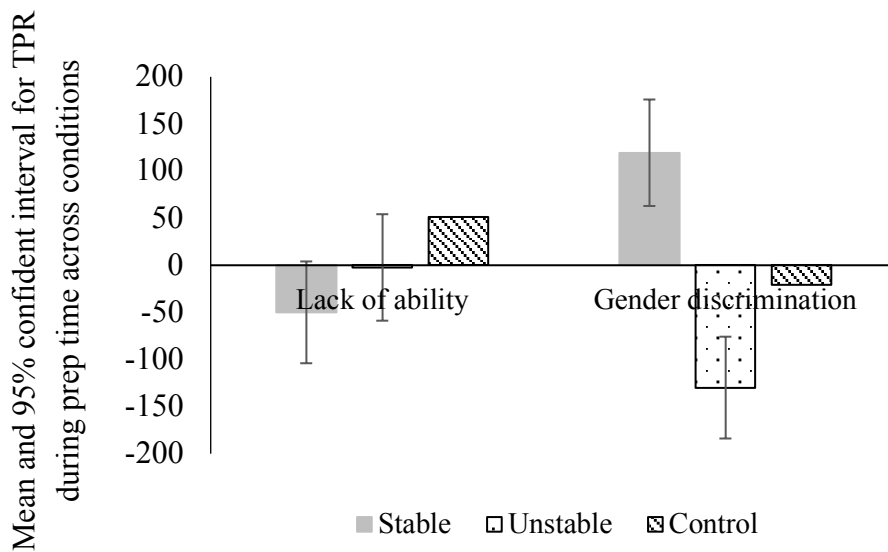 Mean and 95% confident interval for TPR
during prep time across conditions
200
150
100
50
0
-50
-100
-150
-200
Lack of ability
Gender discrimination
Stable
Unstable
Control